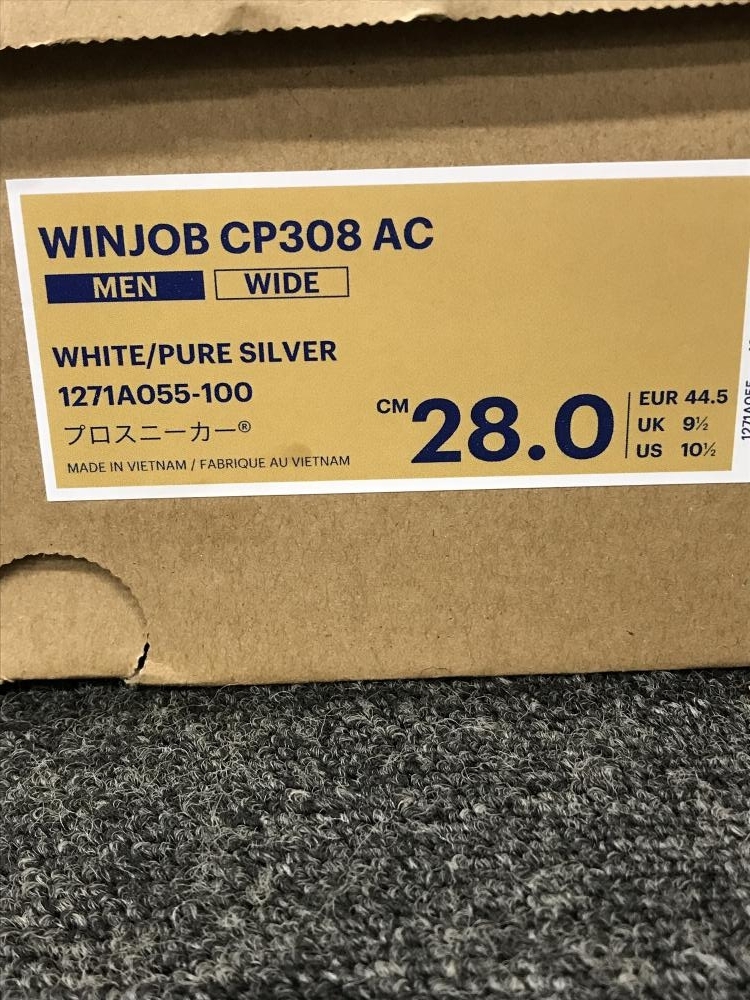 WINJOB CP308 AC
MEN WIDE
WHITE/PURE SILVER
1271A055-100
プロスニーカー®
MADE IN VIETNAM / FABRIQUE AU VIETNAM
CM 28.0
EUR 44.5
UK 9½
US 10½
1271A055